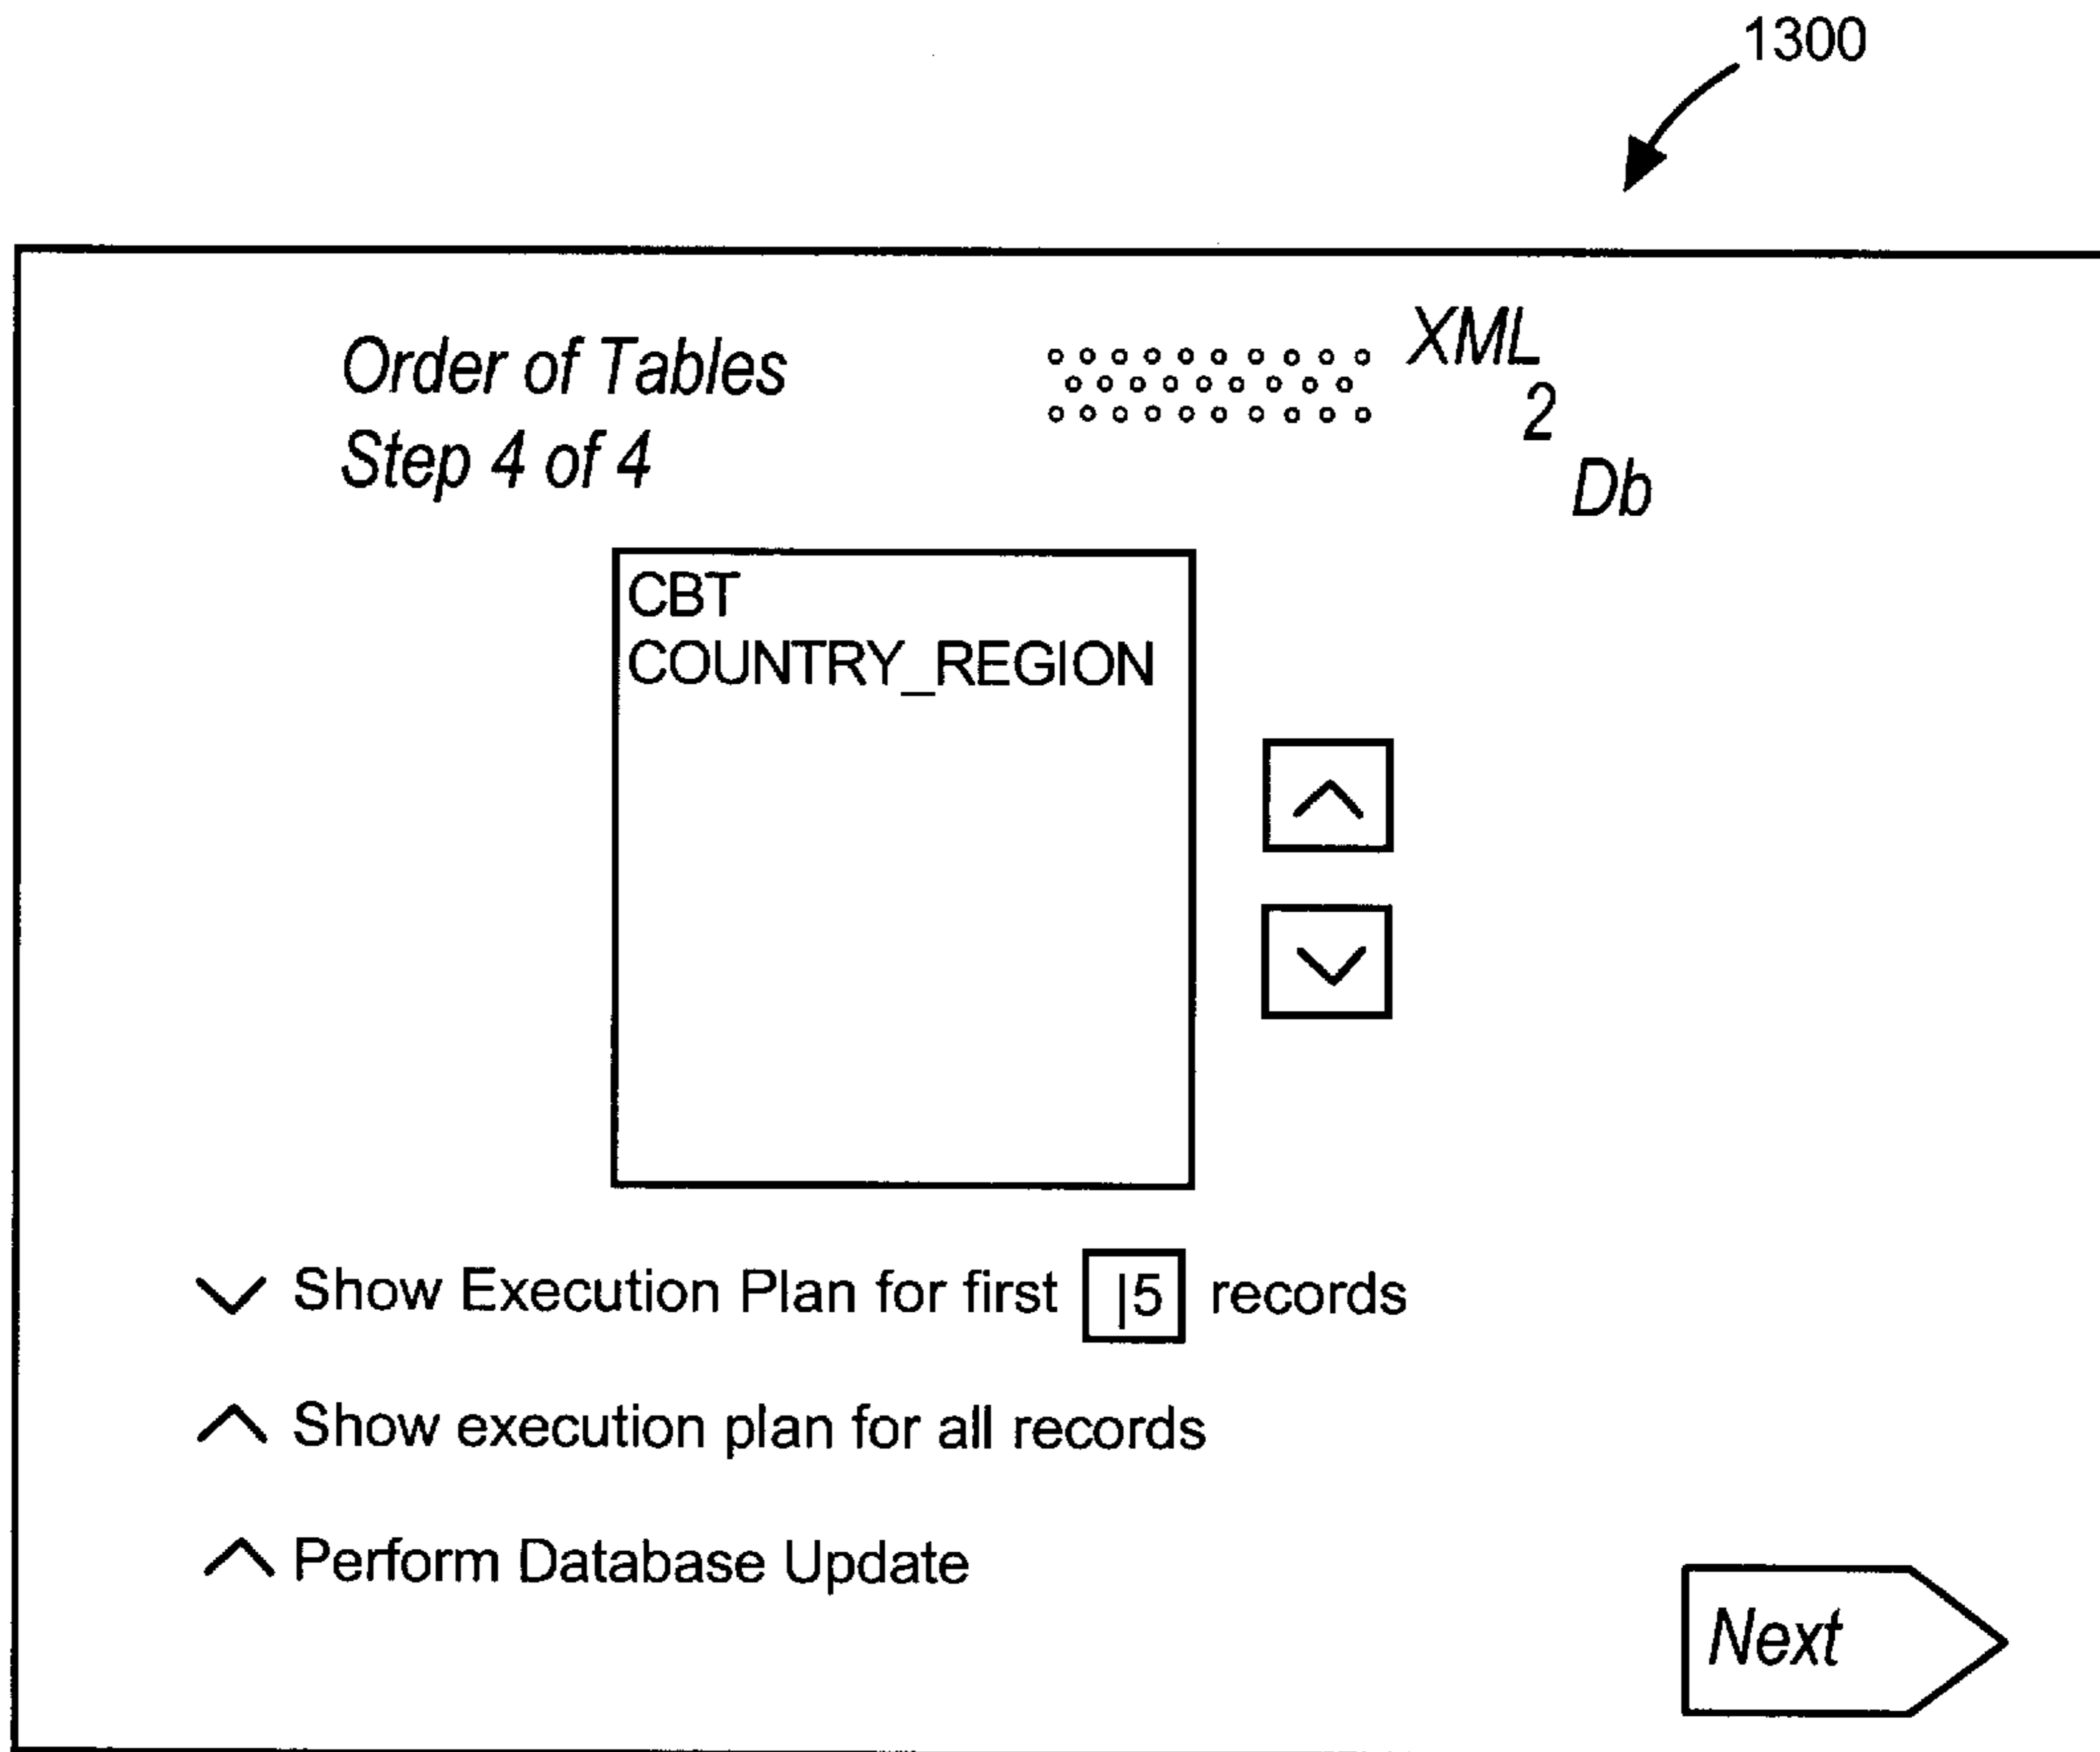 1300
Order of Tables
Step 4 of 4
XML
2
Db
CBT
COUNTRY_REGION
Show Execution Plan for first |5 records
Show execution plan for all records
Perform Database Update
Next